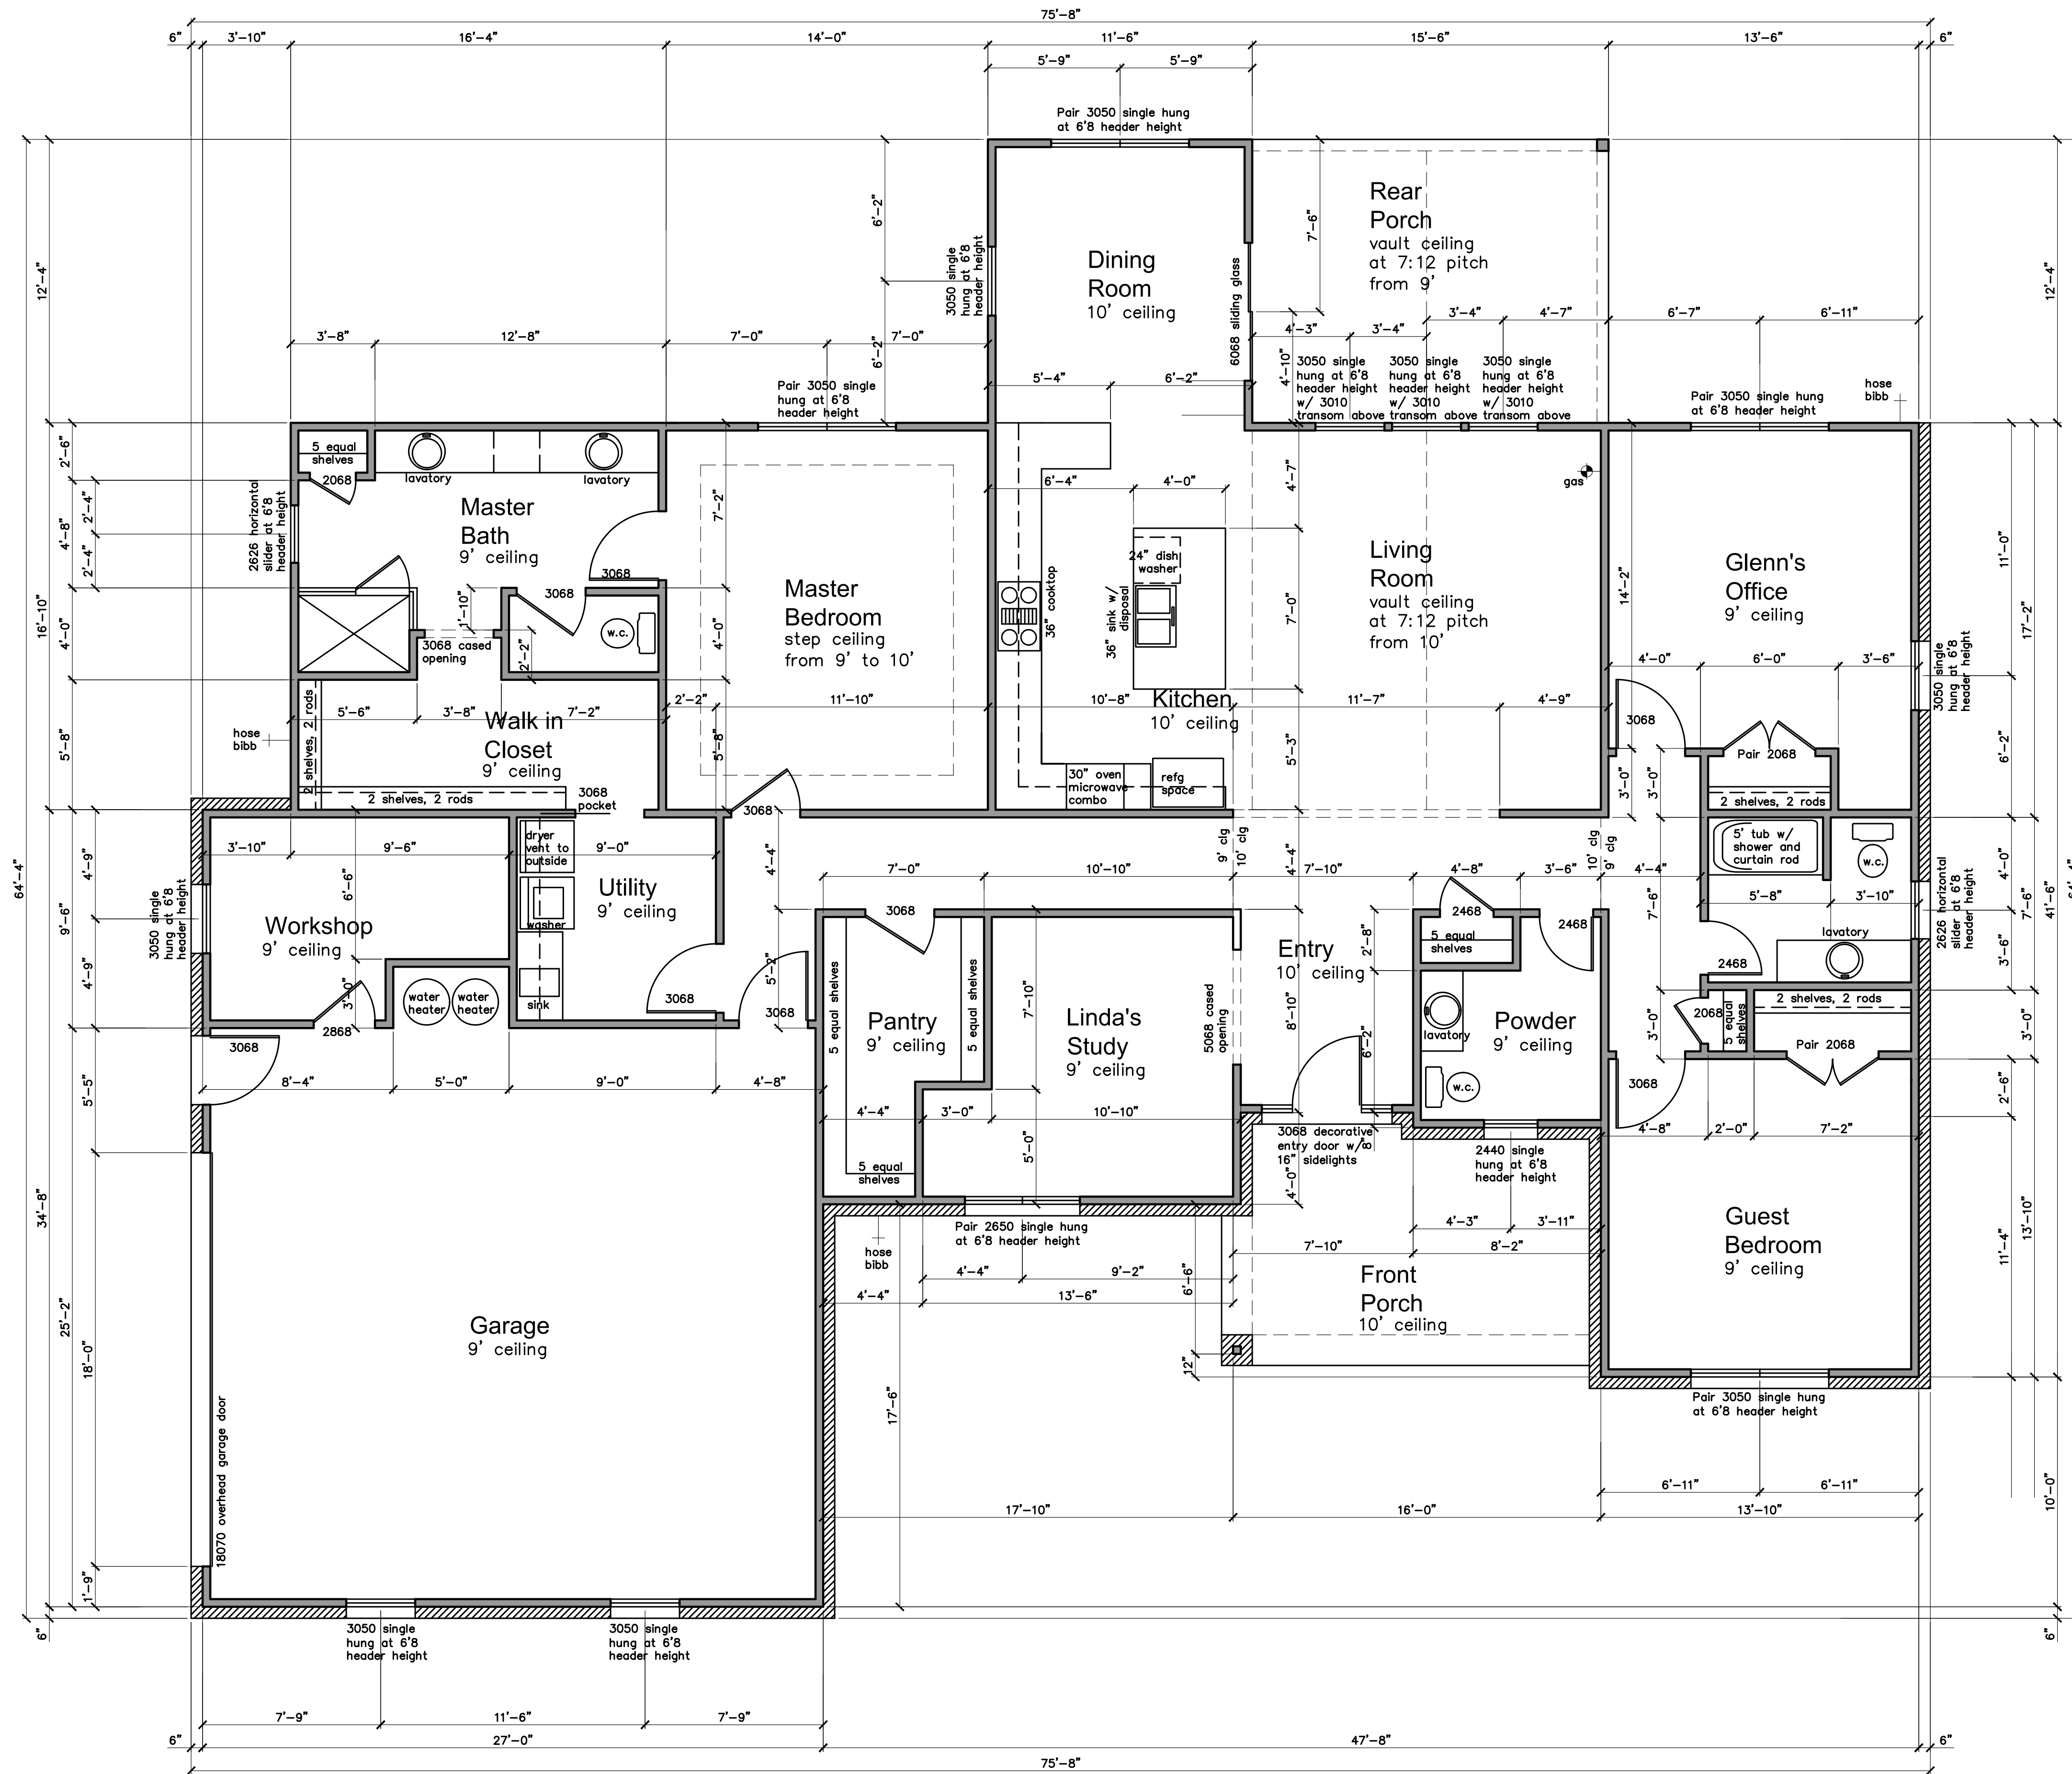 75'-8"
6"
3'-10"
16'-4"
14'-0"
11'-6"
15'-6"
13'-6"
6"
5'-9"
5'-9"
Pair 3050 single hung
at 6'8 header height
12'-4"
6'-2"
6'-2"
3050 single
hung at 6'8
header height
Dining
Room
10' ceiling
6068 sliding glass
7'-6"
4'-10"
Rear
Porch
vault ceiling
at 7:12 pitch
from 9'
12'-4"
3'-4"
4'-7"
6'-7"
6'-11"
4'-3"
3'-4"
3'-8"
12'-8"
7'-0"
7'-0"
5'-4"
6'-2"
Pair 3050 single
hung at 6'8
header height
3050 single
hung at 6'8
header height
w/ 3010
transom above
3050 single
hung at 6'8
header height
w/ 3010
transom above
3050 single
hung at 6'8
header height
w/ 3010
transom above
Pair 3050 single hung
at 6'8 header height
hose
bibb
64'-4"
16'-10"
2'-6"
4'-8"
4'-0"
5'-8"
2'-4"
2'-4"
2626 horizontal
slider at 6'8
header height
5 equal
shelves
2068
lavatory
lavatory
Master
Bath
9' ceiling
3068
3068
1'-10"
3068 cased
opening
2'-2"
w.c.
7'-2"
4'-0"
5'-8"
Master
Bedroom
step ceiling
from 9' to 10'
2'-2"
11'-10"
3068
6'-4"
4'-0"
24" dish
washer
36" cooktop
36" sink w/
disposal
Kitchen
10' ceiling
10'-8"
30" oven
microwave
combo
refg
space
4'-7"
7'-0"
5'-3"
gas
Living
Room
vault ceiling
at 7:12 pitch
from 10'
11'-7"
4'-9"
14'-2"
Glenn's
Office
9' ceiling
4'-0"
6'-0"
3'-6"
3068
Pair 2068
2 shelves, 2 rods
3'-0"
3'-0"
3050 single
hung at 6'8
header height
11'-0"
6'-2"
17'-2"
hose
bibb
5'-6"
3'-8"
7'-2"
Walk in
Closet
9' ceiling
2 shelves, 2 rods
2 shelves, 2 rods
3068
pocket
3'-10"
9'-6"
9'-0"
6'-6"
3'-0"
dryer
vent to
outside
washer
sink
Utility
9' ceiling
3068
4'-4"
5'-2"
3068
Workshop
9' ceiling
water
heater
water
heater
2868
3050 single
hung at 6'8
header height
9'-6"
4'-9"
4'-9"
34'-8"
5'-5"
25'-2"
18'-0"
1'-9"
6"
3068
8'-4"
5'-0"
9'-0"
4'-8"
9' clg
10' clg
4'-4"
10' clg
9' clg
7'-0"
10'-10"
7'-10"
4'-8"
3'-6"
4'-4"
3068
5 equal shelves
5 equal shelves
Pantry
9' ceiling
5 equal
shelves
4'-4"
3'-0"
10'-10"
7'-10"
5'-0"
Linda's
Study
9' ceiling
5068 cased
opening
Entry
10' ceiling
8'-10"
4'-0"
2'-8"
6'-2"
8"
2468
5 equal
shelves
2468
lavatory
w.c.
Powder
9' ceiling
3068 decorative
entry door w/
16" sidelights
2440 single
hung at 6'8
header height
7'-6"
3'-0"
5' tub w/
shower and
curtain rod
w.c.
5'-8"
3'-10"
lavatory
2468
2068
5 equal
shelves
2 shelves, 2 rods
Pair 2068
3068
4'-8"
2'-0"
7'-2"
2626 horizontal
slider at 6'8
header height
4'-0"
3'-6"
7'-6"
3'-0"
41'-6"
64'-4"
2'-6"
11'-4"
13'-10"
10'-0"
6"
Guest
Bedroom
9' ceiling
Pair 3050 single hung
at 6'8 header height
6'-11"
6'-11"
13'-10"
hose
bibb
Pair 2650 single hung
at 6'8 header height
4'-4"
9'-2"
4'-4"
13'-6"
6'-6"
12"
17'-6"
4'-3"
3'-11"
7'-10"
8'-2"
Front
Porch
10' ceiling
17'-10"
16'-0"
Garage
9' ceiling
18070 overhead garage door
3050 single
hung at 6'8
header height
3050 single
hung at 6'8
header height
7'-9"
11'-6"
7'-9"
6"
27'-0"
47'-8"
6"
75'-8"